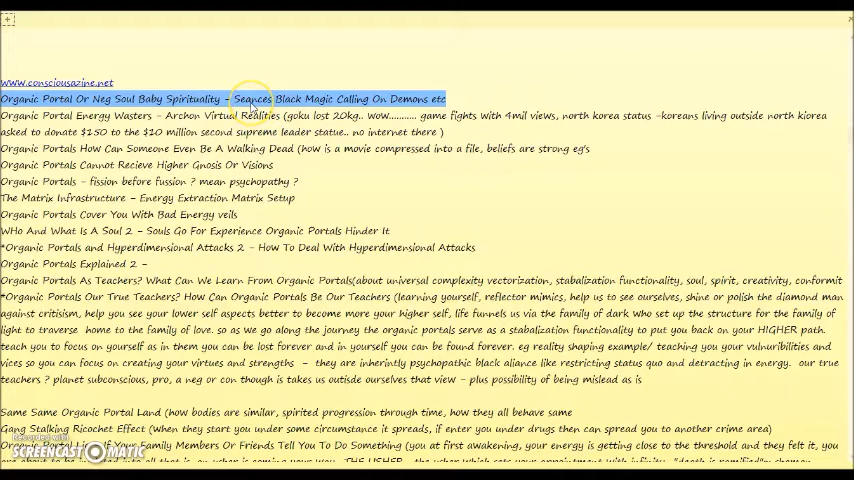 www.consciousazine.net
Organic Portal Or Neg Soul Baby Spirituality - Seances Black Magic Calling On Demons etc
Organic Portal Energy Wasters - Archon Virtual Realities (goku lost 20kg.. wow........... game fights with 4mil views, north korea status -koreans living outside north kiorea
asked to donate $150 to the $10 million second supreme leader statue.. no internet there )
Organic Portals How Can Someone Even Be A Walking Dead (how is a movie compressed into a file, beliefs are strong eg's
Organic Portals Cannot Recieve Higher Gnosis Or Visions
Organic Portals - fission before fussion ? mean psychopathy ?
The Matrix Infrastructure - Energy Extraction Matrix Setup
Organic Portals Cover You With Bad Energy veils
WHo And What Is A Soul 2 - Souls Go For Experience Organic Portals Hinder It
*Organic Portals and Hyperdimensional Attacks 2 - How To Deal With Hyperdimensional Attacks
Organic Portals Explained 2 -
Organic Portals As Teachers? What Can We Learn From Organic Portals(about universal complexity vectorization, stabalization functionality, soul, spirit, creativity, conformit
*Organic Portals Our True Teachers? How Can Organic Portals Be Our Teachers (learning yourself, reflector mimics, help us to see ourselves, shine or polish the diamond man
against critisism, help you see your lower self aspects better to become more your higher self, life funnels us via the family of dark who set up the structure for the family of
light to traverse home to the family of love. so as we go along the journey the organic portals serve as a stabalization functionality to put you back on your HIGHER path.
teach you to focus on yourself as in them you can be lost forever and in yourself you can be found forever. eg reality shaping example/ teaching you your vulnuribilities and
vices so you can focus on creating your virtues and strengths - they are inherintly psychopathic black aliance like restricting status quo and detracting in energy. our true
teachers ? planet subconscious, pro, a neg or con though is takes us outisde ourselves that view - plus possibility of being mislead as is
Same Same Organic Portal Land (how bodies are similar, spirited progression through time, how they all behave same
Gang Stalking Ricochet Effect (When they start you under some circumstance it spreads, if enter you under drugs then can spread you to another crime area)
Organic Portal If Your Family Members Or Friends Tell You To Do Something (you at first awakening, your energy is getting close to the threshold and they felt it, you
SCREENCAST-O-MATIC